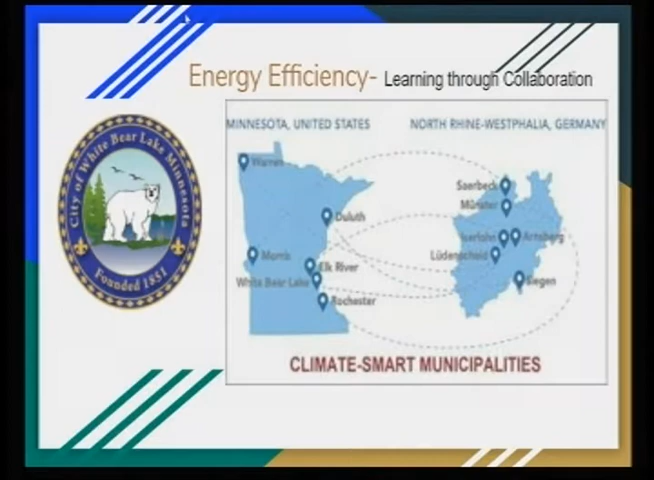 Energy Efficiency- Learning through Collaboration
City of White Bear Lake Minnesota
Founded 1851
MINNESOTA, UNITED STATES
NORTH RHINE-WESTPHALIA, GERMANY
Warren
Duluth
Morris
Elk River
White Bear Lake
Rochester
Saerbeck
Münster
Iserlohn
Arnsberg
Lüdenscheid
Siegen
CLIMATE-SMART MUNICIPALITIES